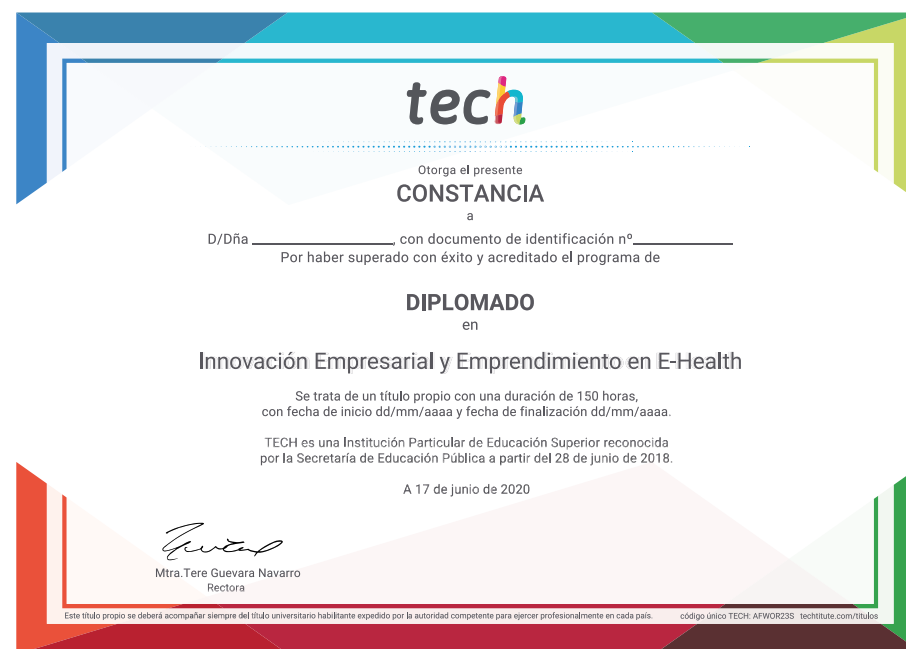 tech
Otorga el presente
CONSTANCIA
a
D/Dña ____________________, con documento de identificación nº______________
Por haber superado con éxito y acreditado el programa de
DIPLOMADO
en
Innovación Empresarial y Emprendimiento en E-Health
Se trata de un título propio con una duración de 150 horas,
con fecha de inicio dd/mm/aaaa y fecha de finalización dd/mm/aaaa.
TECH es una Institución Particular de Educación Superior reconocida
por la Secretaría de Educación Pública a partir del 28 de junio de 2018.
A 17 de junio de 2020
Mtra.Tere Guevara Navarro
Rectora
Este título propio se deberá acompañar siempre del título universitario habilitante expedido por la autoridad competente para ejercer profesionalmente en cada país. código único TECH: AFWOR23S techtitute.com/titulos